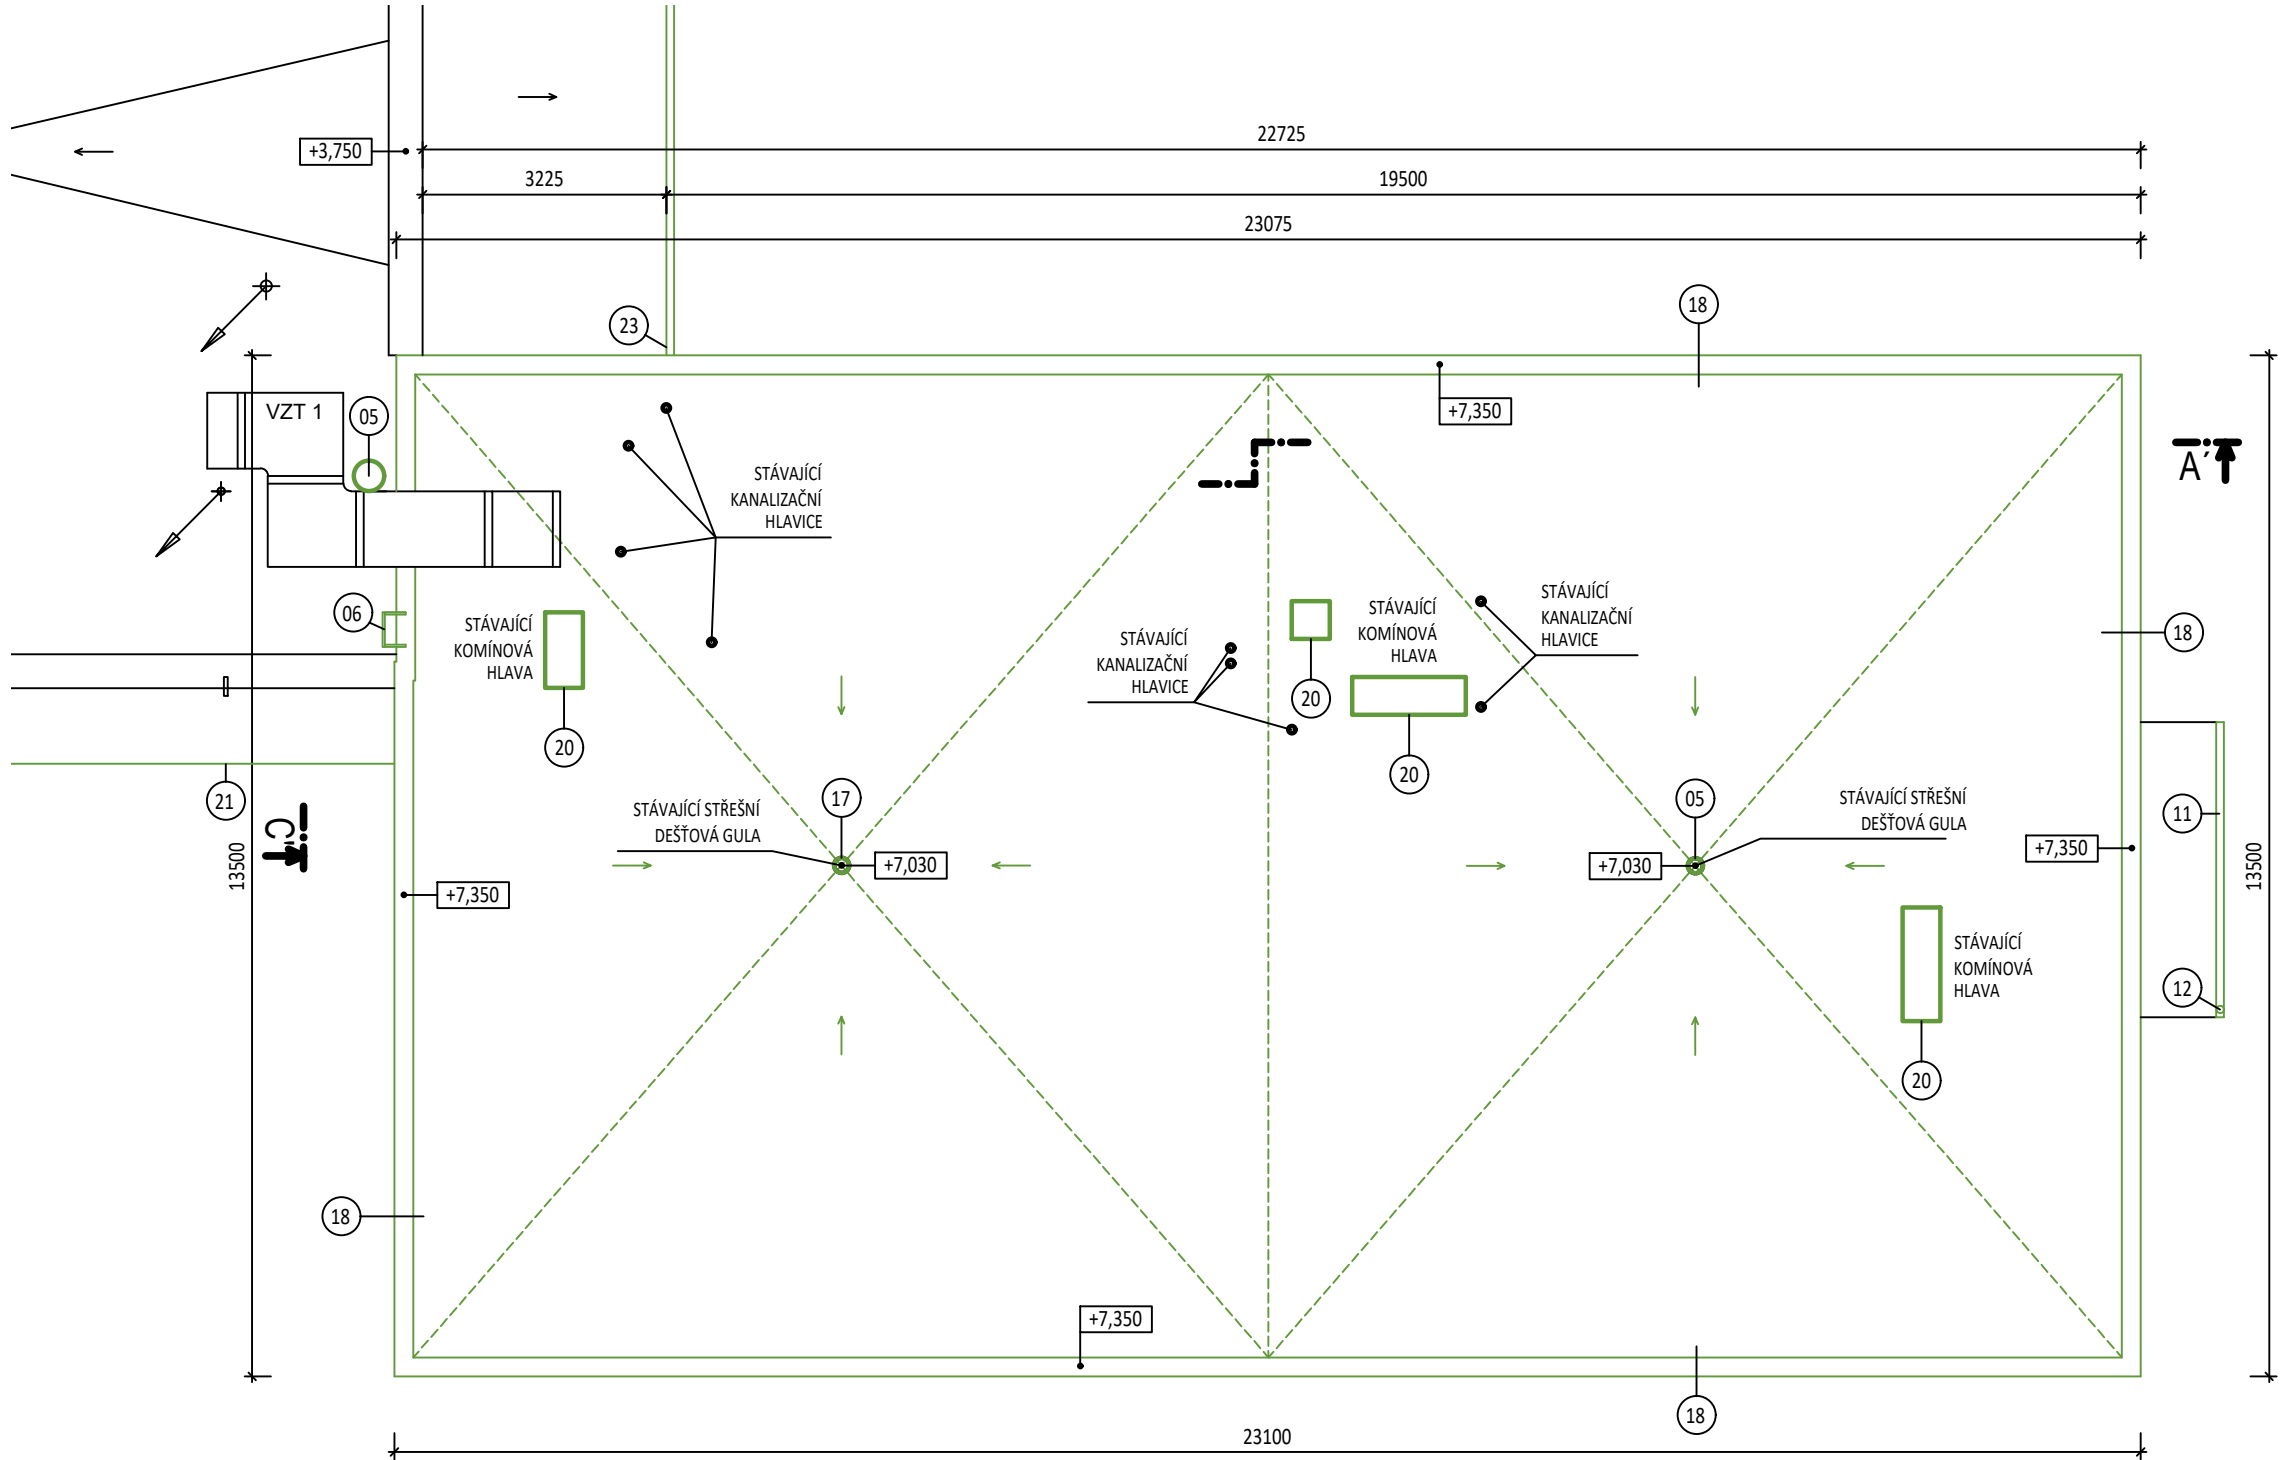 22725
+3,750
3225
19500
23075
18
23
VZT 1
05
+7,350
STÁVAJÍCÍ
KANALIZAČNÍ
HLAVICE
A´
06
STÁVAJÍCÍ
KOMÍNOVÁ
HLAVA
STÁVAJÍCÍ
KANALIZAČNÍ
HLAVICE
STÁVAJÍCÍ
KOMÍNOVÁ
HLAVA
STÁVAJÍCÍ
KANALIZAČNÍ
HLAVICE
18
20
20
20
21
C'
13500
STÁVAJÍCÍ STŘEŠNÍ
DEŠŤOVÁ GULA
17
+7,030
05
+7,030
STÁVAJÍCÍ STŘEŠNÍ
DEŠŤOVÁ GULA
11
+7,350
13500
+7,350
STÁVAJÍCÍ
KOMÍNOVÁ
HLAVA
12
20
18
+7,350
18
23100